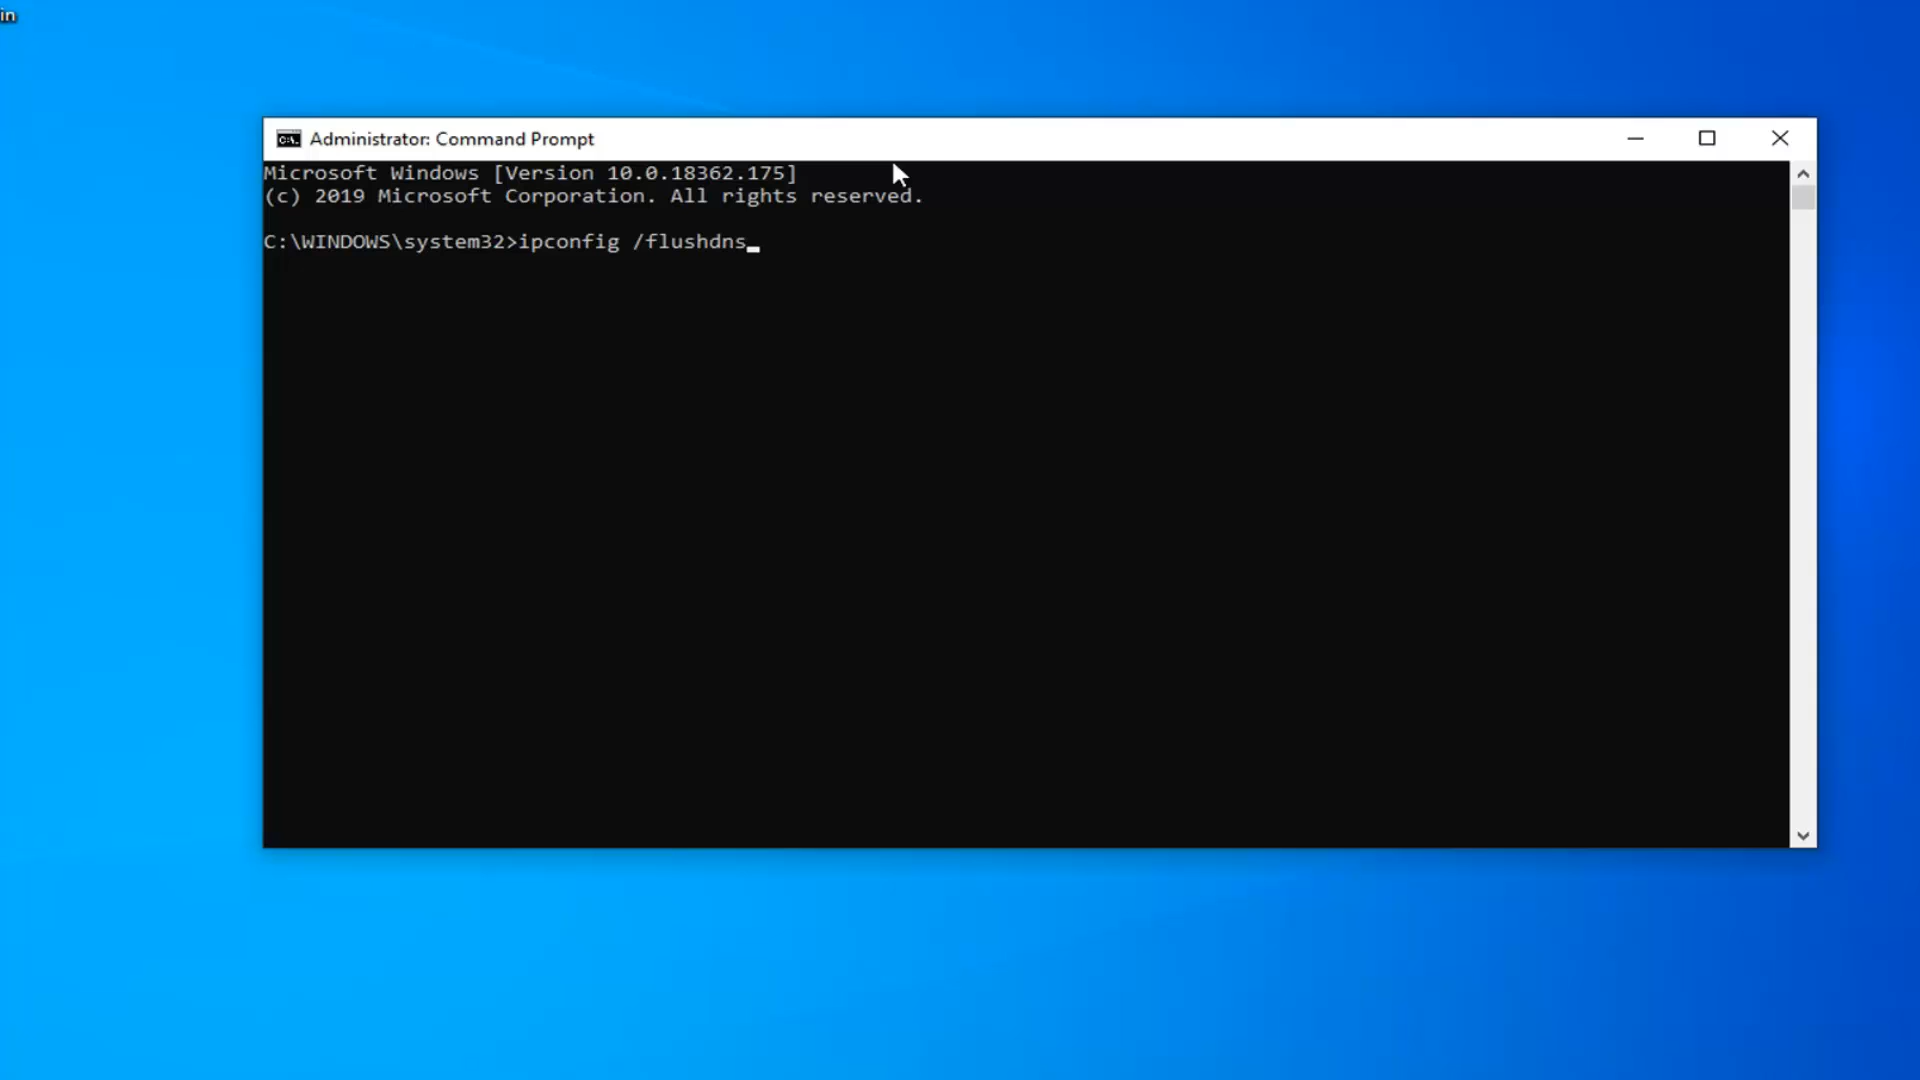 in
Administrator: Command Prompt
Microsoft Windows [Version 10.0.18362.175]
(c) 2019 Microsoft Corporation. All rights reserved.
C:\WINDOWS\system32>ipconfig /flushdns